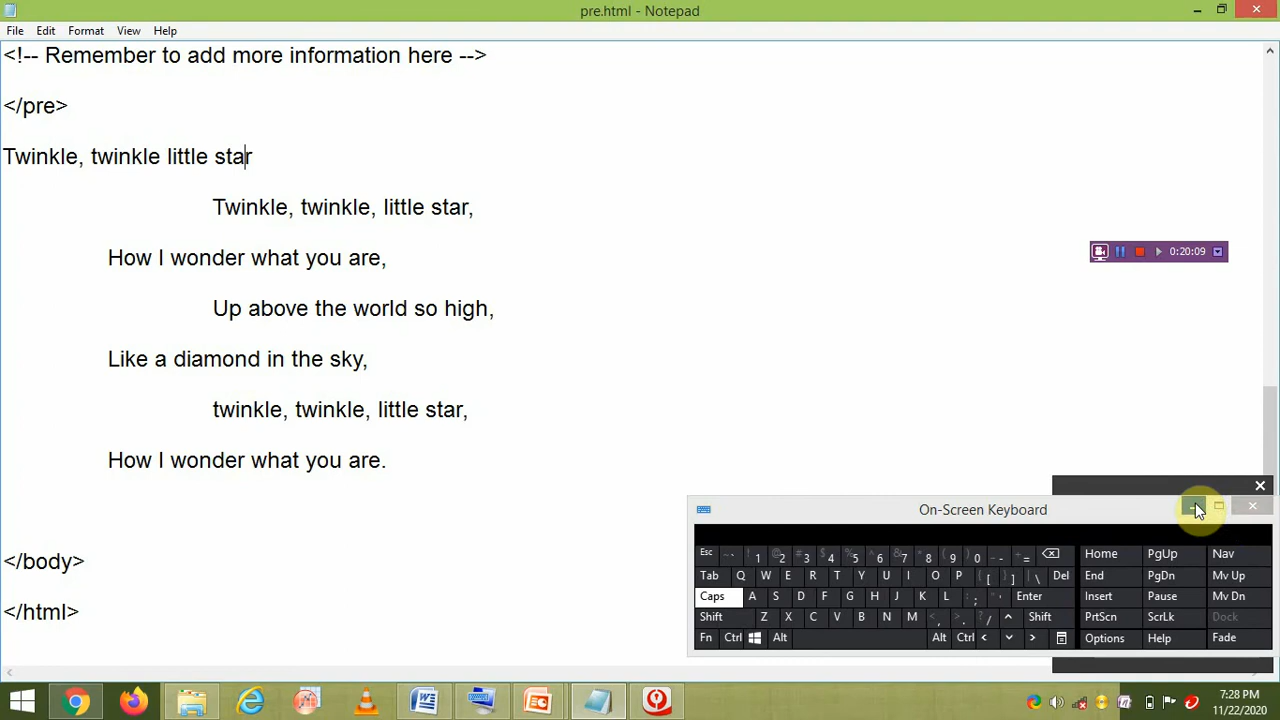 pre.html - Notepad
File Edit Format View Help
<!-- Remember to add more information here -->
</pre>
Twinkle, twinkle little star
Twinkle, twinkle, little star,
How I wonder what you are,
0:20:09
Up above the world so high,
Like a diamond in the sky,
twinkle, twinkle, little star,
How I wonder what you are.
</body>
</html>
On-Screen Keyboard
Esc ~ ` ! 1 @ 2 # 3 $ 4 % 5 ^ 6 & 7 * 8 ( 9 ) 0 _ - + = Home PgUp Nav
Tab Q W E R T Y U I O P { [ } ] | \ Del End PgDn Mv Up
Caps A S D F G H J K L : ; " ' Enter Insert Pause Mv Dn
Shift Z X C V B N M < , > . ? / ^ Shift PrtScn ScrLk Dock
Fn Ctrl Alt Alt Ctrl < > Options Help Fade
7:28 PM
11/22/2020